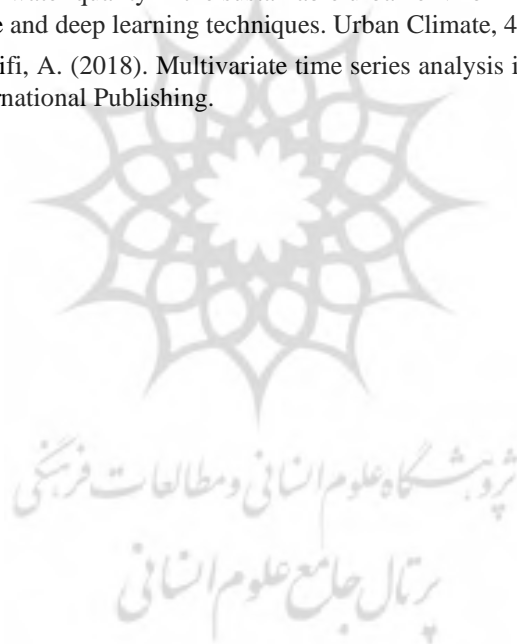 e and deep learning techniques. Urban Climate, 4
ifi, A. (2018). Multivariate time series analysis i
rnational Publishing.
پژوهشگاه علوم انسانی و مطالعات فرهنگی
پرتال جامع علوم انسانی